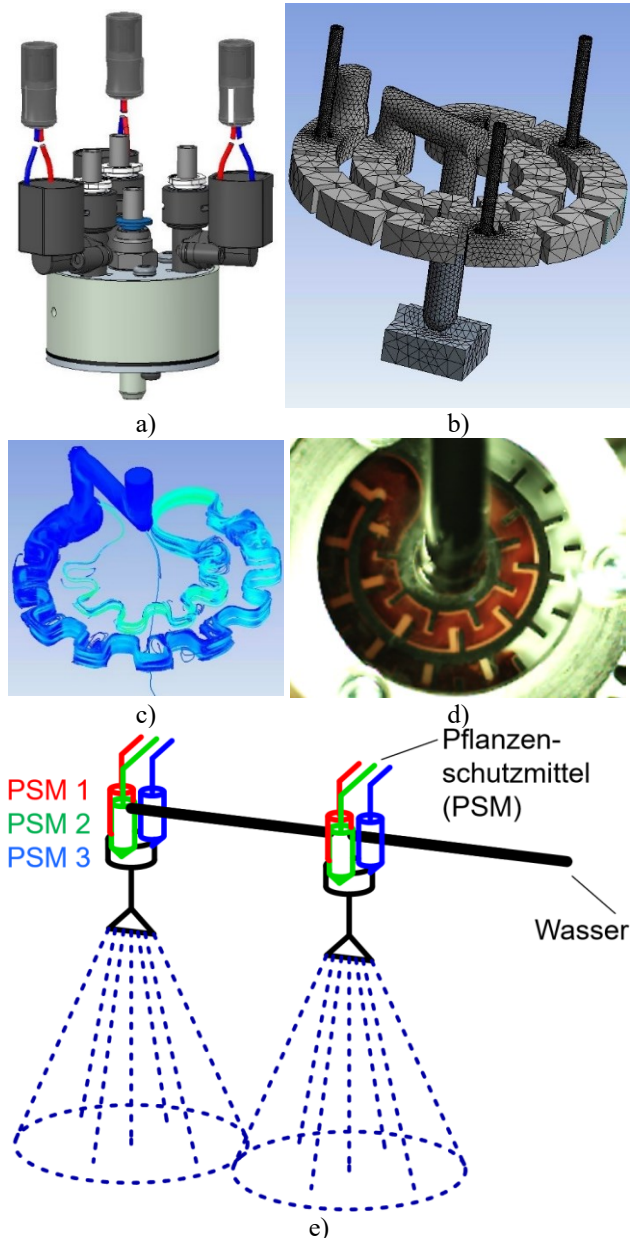 a)
b)
c)
d)
PSM 1
PSM 2
PSM 3
Pflanzen-
schutzmittel
(PSM)
Wasser
e)